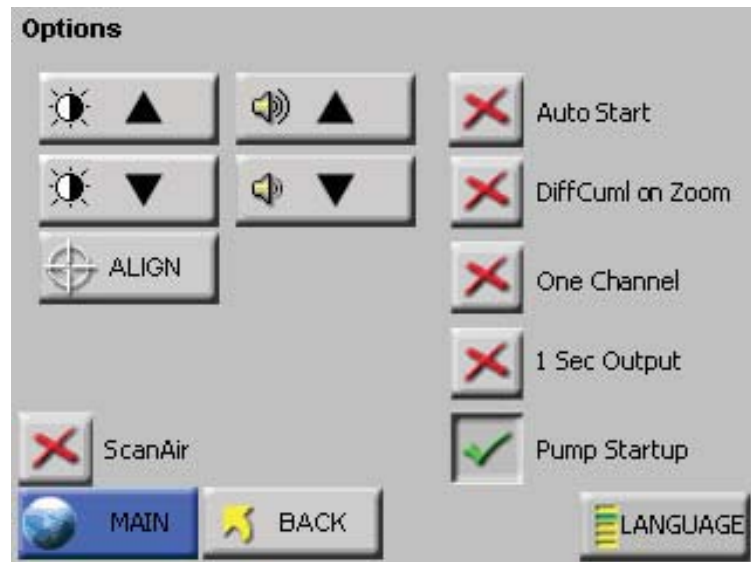 Options
Auto Start
DiffCuml on Zoom
ALIGN
One Channel
1 Sec Output
ScanAir
Pump Startup
MAIN
BACK
LANGUAGE